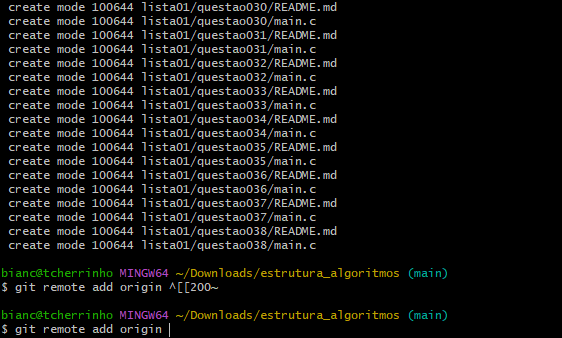 create mode 100644 lista01/questao030/README.md
create mode 100644 lista01/questao030/main.c
create mode 100644 lista01/questao031/README.md
create mode 100644 lista01/questao031/main.c
create mode 100644 lista01/questao032/README.md
create mode 100644 lista01/questao032/main.c
create mode 100644 lista01/questao033/README.md
create mode 100644 lista01/questao033/main.c
create mode 100644 lista01/questao034/README.md
create mode 100644 lista01/questao034/main.c
create mode 100644 lista01/questao035/README.md
create mode 100644 lista01/questao035/main.c
create mode 100644 lista01/questao036/README.md
create mode 100644 lista01/questao036/main.c
create mode 100644 lista01/questao037/README.md
create mode 100644 lista01/questao037/main.c
create mode 100644 lista01/questao038/README.md
create mode 100644 lista01/questao038/main.c
bianc@tcherrinho MINGW64 ~/Downloads/estrutura_algoritmos (main)
$ git remote add origin ^[[200~
bianc@tcherrinho MINGW64 ~/Downloads/estrutura_algoritmos (main)
$ git remote add origin